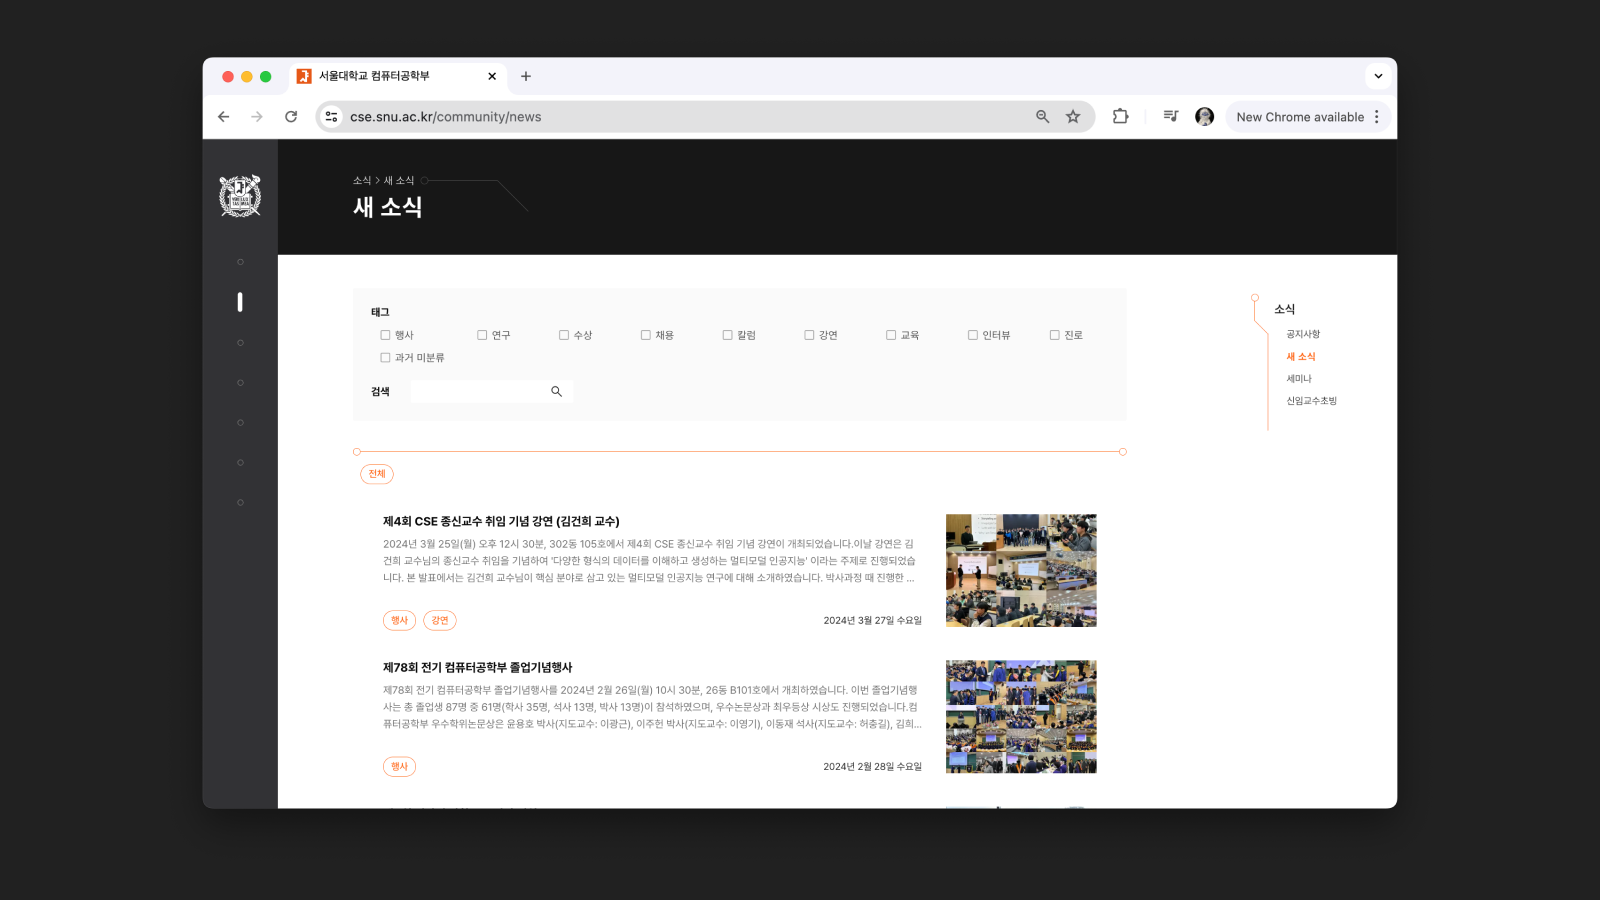 서울대학교 컴퓨터공학부
cse.snu.ac.kr/community/news
New Chrome available
소식 > 새 소식
새 소식
태그
행사 연구 수상 채용 칼럼 강연 교육 인터뷰 진로
과거 미분류
검색
소식
공지사항
새 소식
세미나
신임교수초빙
전체
제4회 CSE 종신교수 취임 기념 강연 (김건희 교수)
2024년 3월 25일(월) 오후 12시 30분, 302동 105호에서 제4회 CSE 종신교수 취임 기념 강연이 개최되었습니다.이날 강연은 김
건희 교수님의 종신교수 취임을 기념하여 '다양한 형식의 데이터를 이해하고 생성하는 멀티모달 인공지능' 이라는 주제로 진행되었습
니다. 본 발표에서는 김건희 교수님이 핵심 분야로 삼고 있는 멀티모달 인공지능 연구에 대해 소개하였습니다. 박사과정 때 진행한 ...
행사 강연
2024년 3월 27일 수요일
제78회 전기 컴퓨터공학부 졸업기념행사
제78회 전기 컴퓨터공학부 졸업기념행사를 2024년 2월 26일(월) 10시 30분, 26동 B101호에서 개최하였습니다. 이번 졸업기념행
사는 총 졸업생 87명 중 61명(학사 35명, 석사 13명, 박사 13명)이 참석하였으며, 우수논문상과 최우등상 시상도 진행되었습니다.컴
퓨터공학부 우수학위논문상은 윤용호 박사(지도교수: 이광근), 이주헌 박사(지도교수: 이영기), 이동재 석사(지도교수: 허충길), 김희...
행사
2024년 2월 28일 수요일